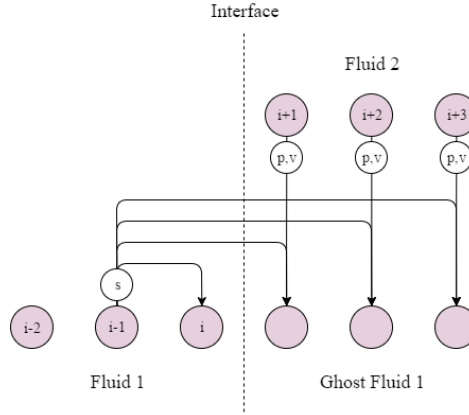 Interface
Fluid 2
i+1 i+2 i+3
p,v p,v p,v
s
i-2 i-1 i
Fluid 1 Ghost Fluid 1